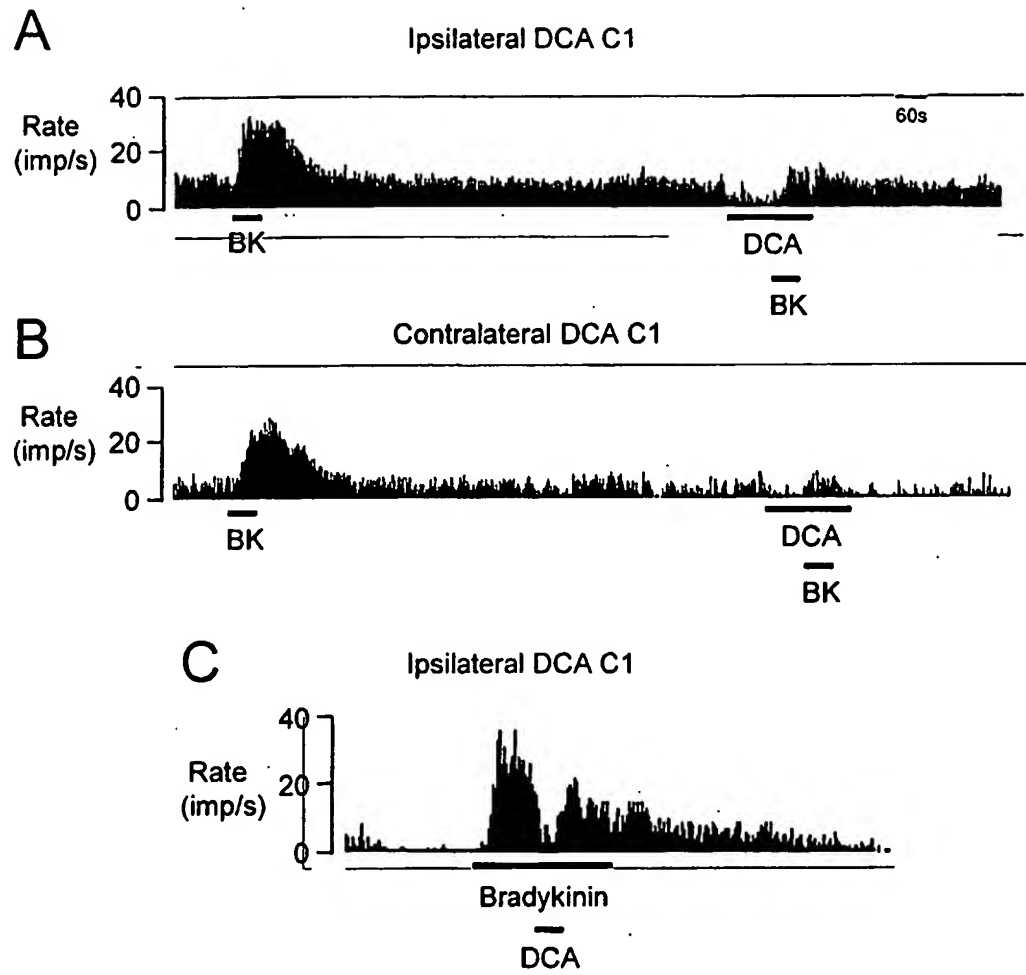 A
Ipsilateral DCA C1
40
Rate
(imp/s)
20
0
60s
BK
DCA
BK
B
Contralateral DCA C1
40
Rate
(imp/s)
20
0
BK
DCA
BK
C
Ipsilateral DCA C1
40
Rate
(imp/s)
20
0
Bradykinin
DCA